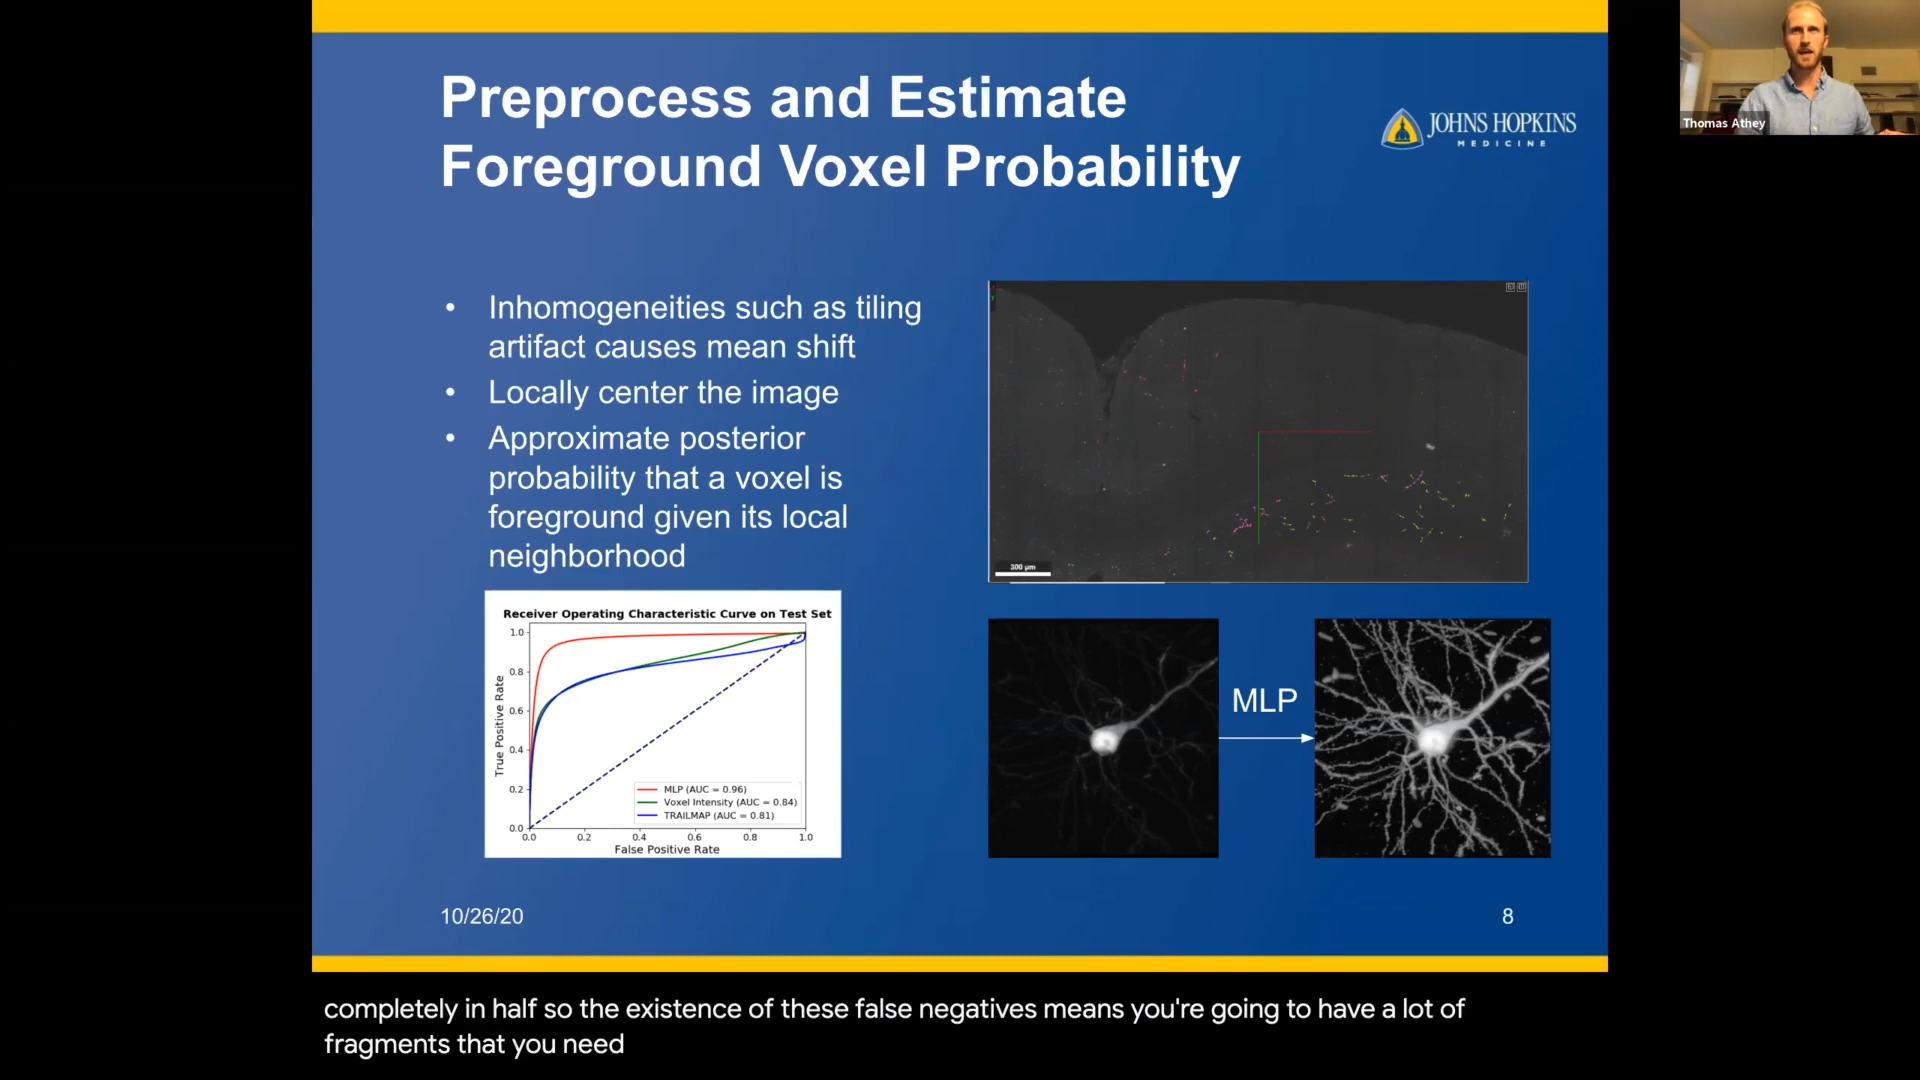 Preprocess and Estimate
Foreground Voxel Probability
JOHNS HOPKINS
MEDICINE
Thomas Athey
• Inhomogeneities such as tiling
artifact causes mean shift
• Locally center the image
• Approximate posterior
probability that a voxel is
foreground given its local
neighborhood
300 μm
Receiver Operating Characteristic Curve on Test Set
True Positive Rate
1.0
0.8
0.6
0.4
0.2
0.0
MLP (AUC = 0.96)
Voxel Intensity (AUC = 0.84)
TRAILMAP (AUC = 0.81)
0.0 0.2 0.4 0.6 0.8 1.0
False Positive Rate
MLP
10/26/20
8
completely in half so the existence of these false negatives means you're going to have a lot of
fragments that you need